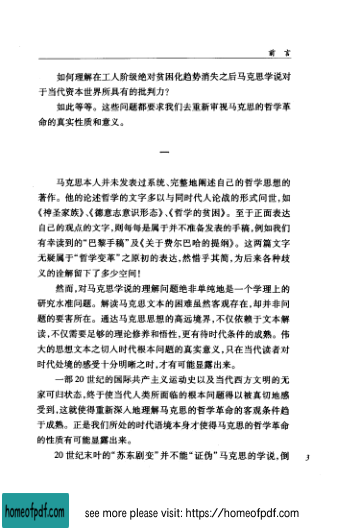 前　言
如何理解在工人阶级绝对贫困化趋势消失之后马克思学说对
于当代资本世界所具有的批判力?
如此等等。这些问题都要求我们去重新审视马克思的哲学革
命的真实性质和意义。
一
马克思本人并未发表过系统、完整地阐述自己的哲学思想的
著作。他的论述哲学的文字多以与同时代人论战的形式问世,如
《神圣家族》、《德意志意识形态》、《哲学的贫困》。至于正面表达
自己的观点的文字,则每每是属于并不准备发表的手稿,例如我们
有幸读到的“巴黎手稿”及《关于费尔巴哈的提纲》。这两篇文字
无疑属于“哲学变革”之原初的表达,然惜乎其简,为后来各种歧
义的诠解留下了多少空间!
然而,对马克思学说的理解问题绝非单纯地是一个学理上的
研究水准问题。解读马克思文本的困难虽然客观存在,却并非问
题的要害所在。通达马克思思想的高远境界,不仅依赖于文本解
读,不仅需要足够的理论修养和悟性,更有待时代条件的成熟。伟
大的思想文本之切入时代根本问题的真实意义,只在当代读者对
时代处境的感受十分明晰之时,才有可能显露出来。
一部20世纪的国际共产主义运动史以及当代西方文明的无
家可归状态,终于使当代人类所面临的根本问题得以被真切地感
受到,这就使得重新深入地理解马克思的哲学革命的客观条件趋
于成熟。正是我们所处的时代语境本身才使得马克思的哲学革命
的性质有可能显露出来。
20世纪末叶的“苏东剧变”并不能“证伪”马克思的学说,倒
3
homeofpdf.com
see more please visit: https://homeofpdf.com